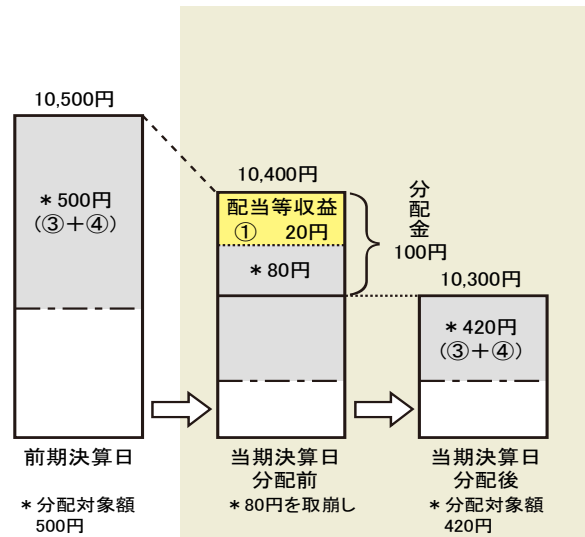 10,500円
＊500円
（③＋④）
前期決算日
＊分配対象額
500円
10,400円
配当等収益
① 20円
＊80円
分配金
100円
当期決算日
分配前
＊80円を取崩し
10,300円
＊420円
（③＋④）
当期決算日
分配後
＊分配対象額
420円